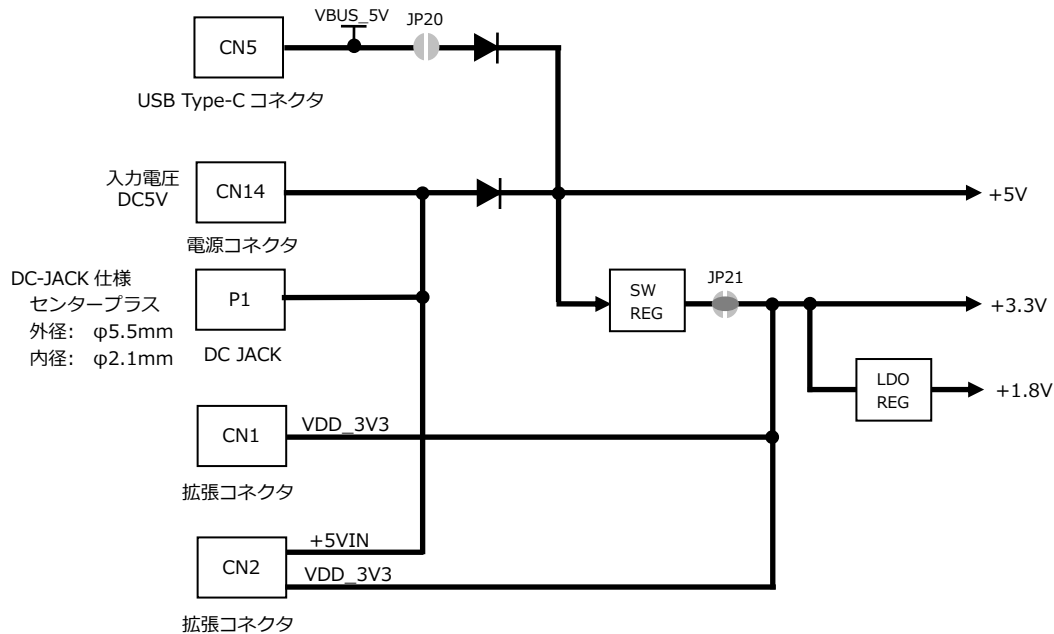 VBUS_5V
JP20
CN5
USB Type-C コネクタ
入力電圧
DC5V
CN14
+5V
電源コネクタ
DC-JACK 仕様
センタープラス
外径: φ5.5mm
内径: φ2.1mm
P1
DC JACK
SW
REG
JP21
+3.3V
LDO
REG
+1.8V
CN1
VDD_3V3
拡張コネクタ
CN2
+5VIN
VDD_3V3
拡張コネクタ